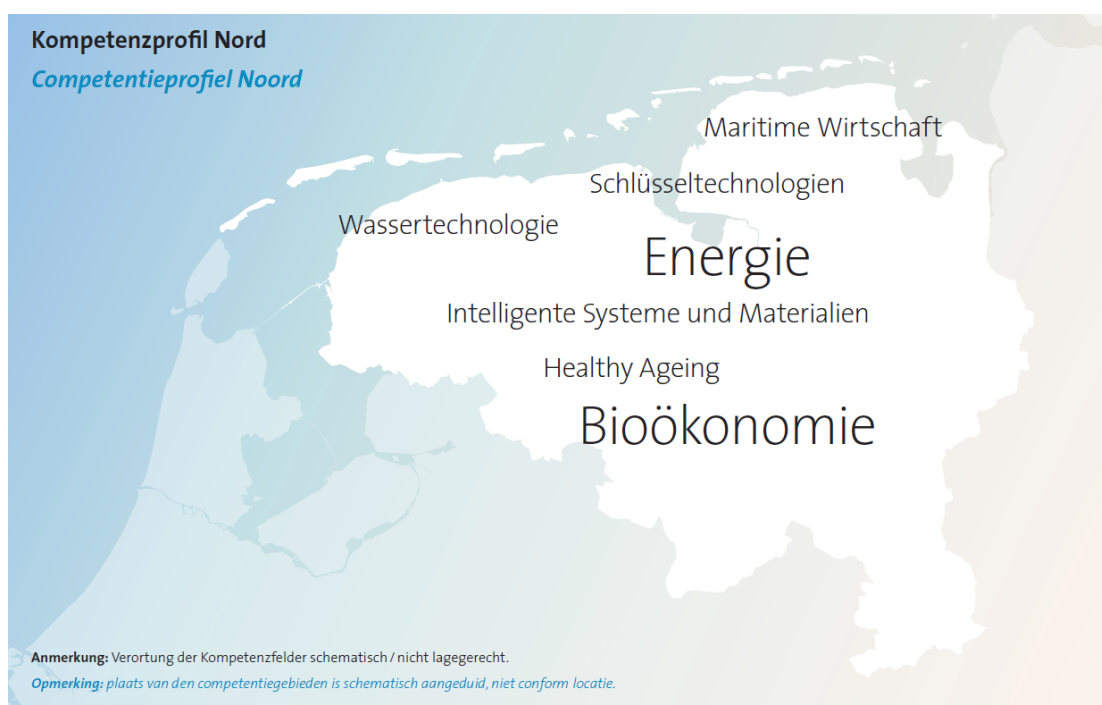 Kompetenzprofil Nord
Competentieprofiel Noord
Maritime Wirtschaft
Schlüsseltechnologien
Wassertechnologie
Energie
Intelligente Systeme und Materialien
Healthy Ageing
Bioökonomie
Anmerkung: Verortung der Kompetenzfelder schematisch / nicht lagegerecht.
Opmerking: plaats van den competentiegebieden is schematisch aangeduid, niet conform locatie.